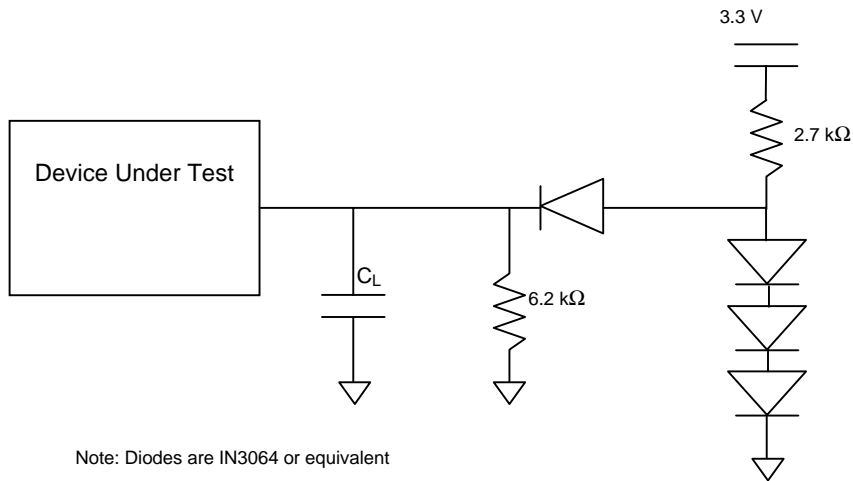 3.3 V
2.7 kΩ
Device Under Test
CL
6.2 kΩ
Note: Diodes are IN3064 or equivalent